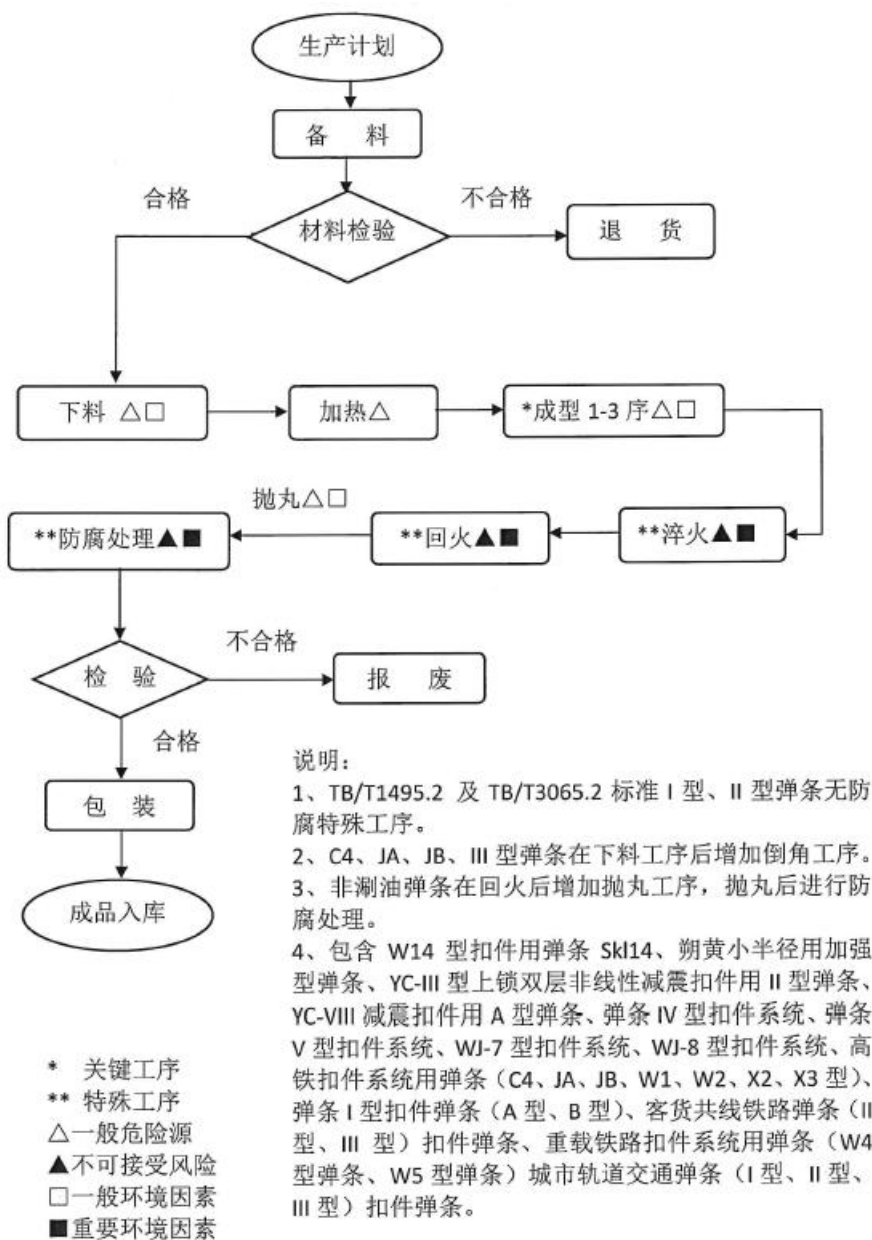 生产计划
备 料
合格
不合格
材料检验
退 货
下料 △□
加热△
*成型 1-3 序△□
抛丸△□
**防腐处理▲■
**回火▲■
**淬火▲■
不合格
检 验
报 废
合格
包 装
成品入库
说明：
1、TB/T1495.2 及 TB/T3065.2 标准 I 型、II 型弹条无防
腐特殊工序。
2、C4、JA、JB、III 型弹条在下料工序后增加倒角工序。
3、非涮油弹条在回火后增加抛丸工序，抛丸后进行防
腐处理。
4、包含 W14 型扣件用弹条 Skl14、朔黄小半径用加强
型弹条、YC-III 型上锁双层非线性减震扣件用 II 型弹条、
YC-VIII 减震扣件用 A 型弹条、弹条 IV 型扣件系统、弹条
V 型扣件系统、WJ-7 型扣件系统、WJ-8 型扣件系统、高
铁扣件系统用弹条（C4、JA、JB、W1、W2、X2、X3 型）、
弹条 I 型扣件弹条（A 型、B 型）、客货共线铁路弹条（II
型、III 型）扣件弹条、重载铁路扣件系统用弹条（W4
型弹条、W5 型弹条）城市轨道交通弹条（I 型、II 型、
III 型）扣件弹条。
* 关键工序
** 特殊工序
△一般危险源
▲不可接受风险
□一般环境因素
■重要环境因素